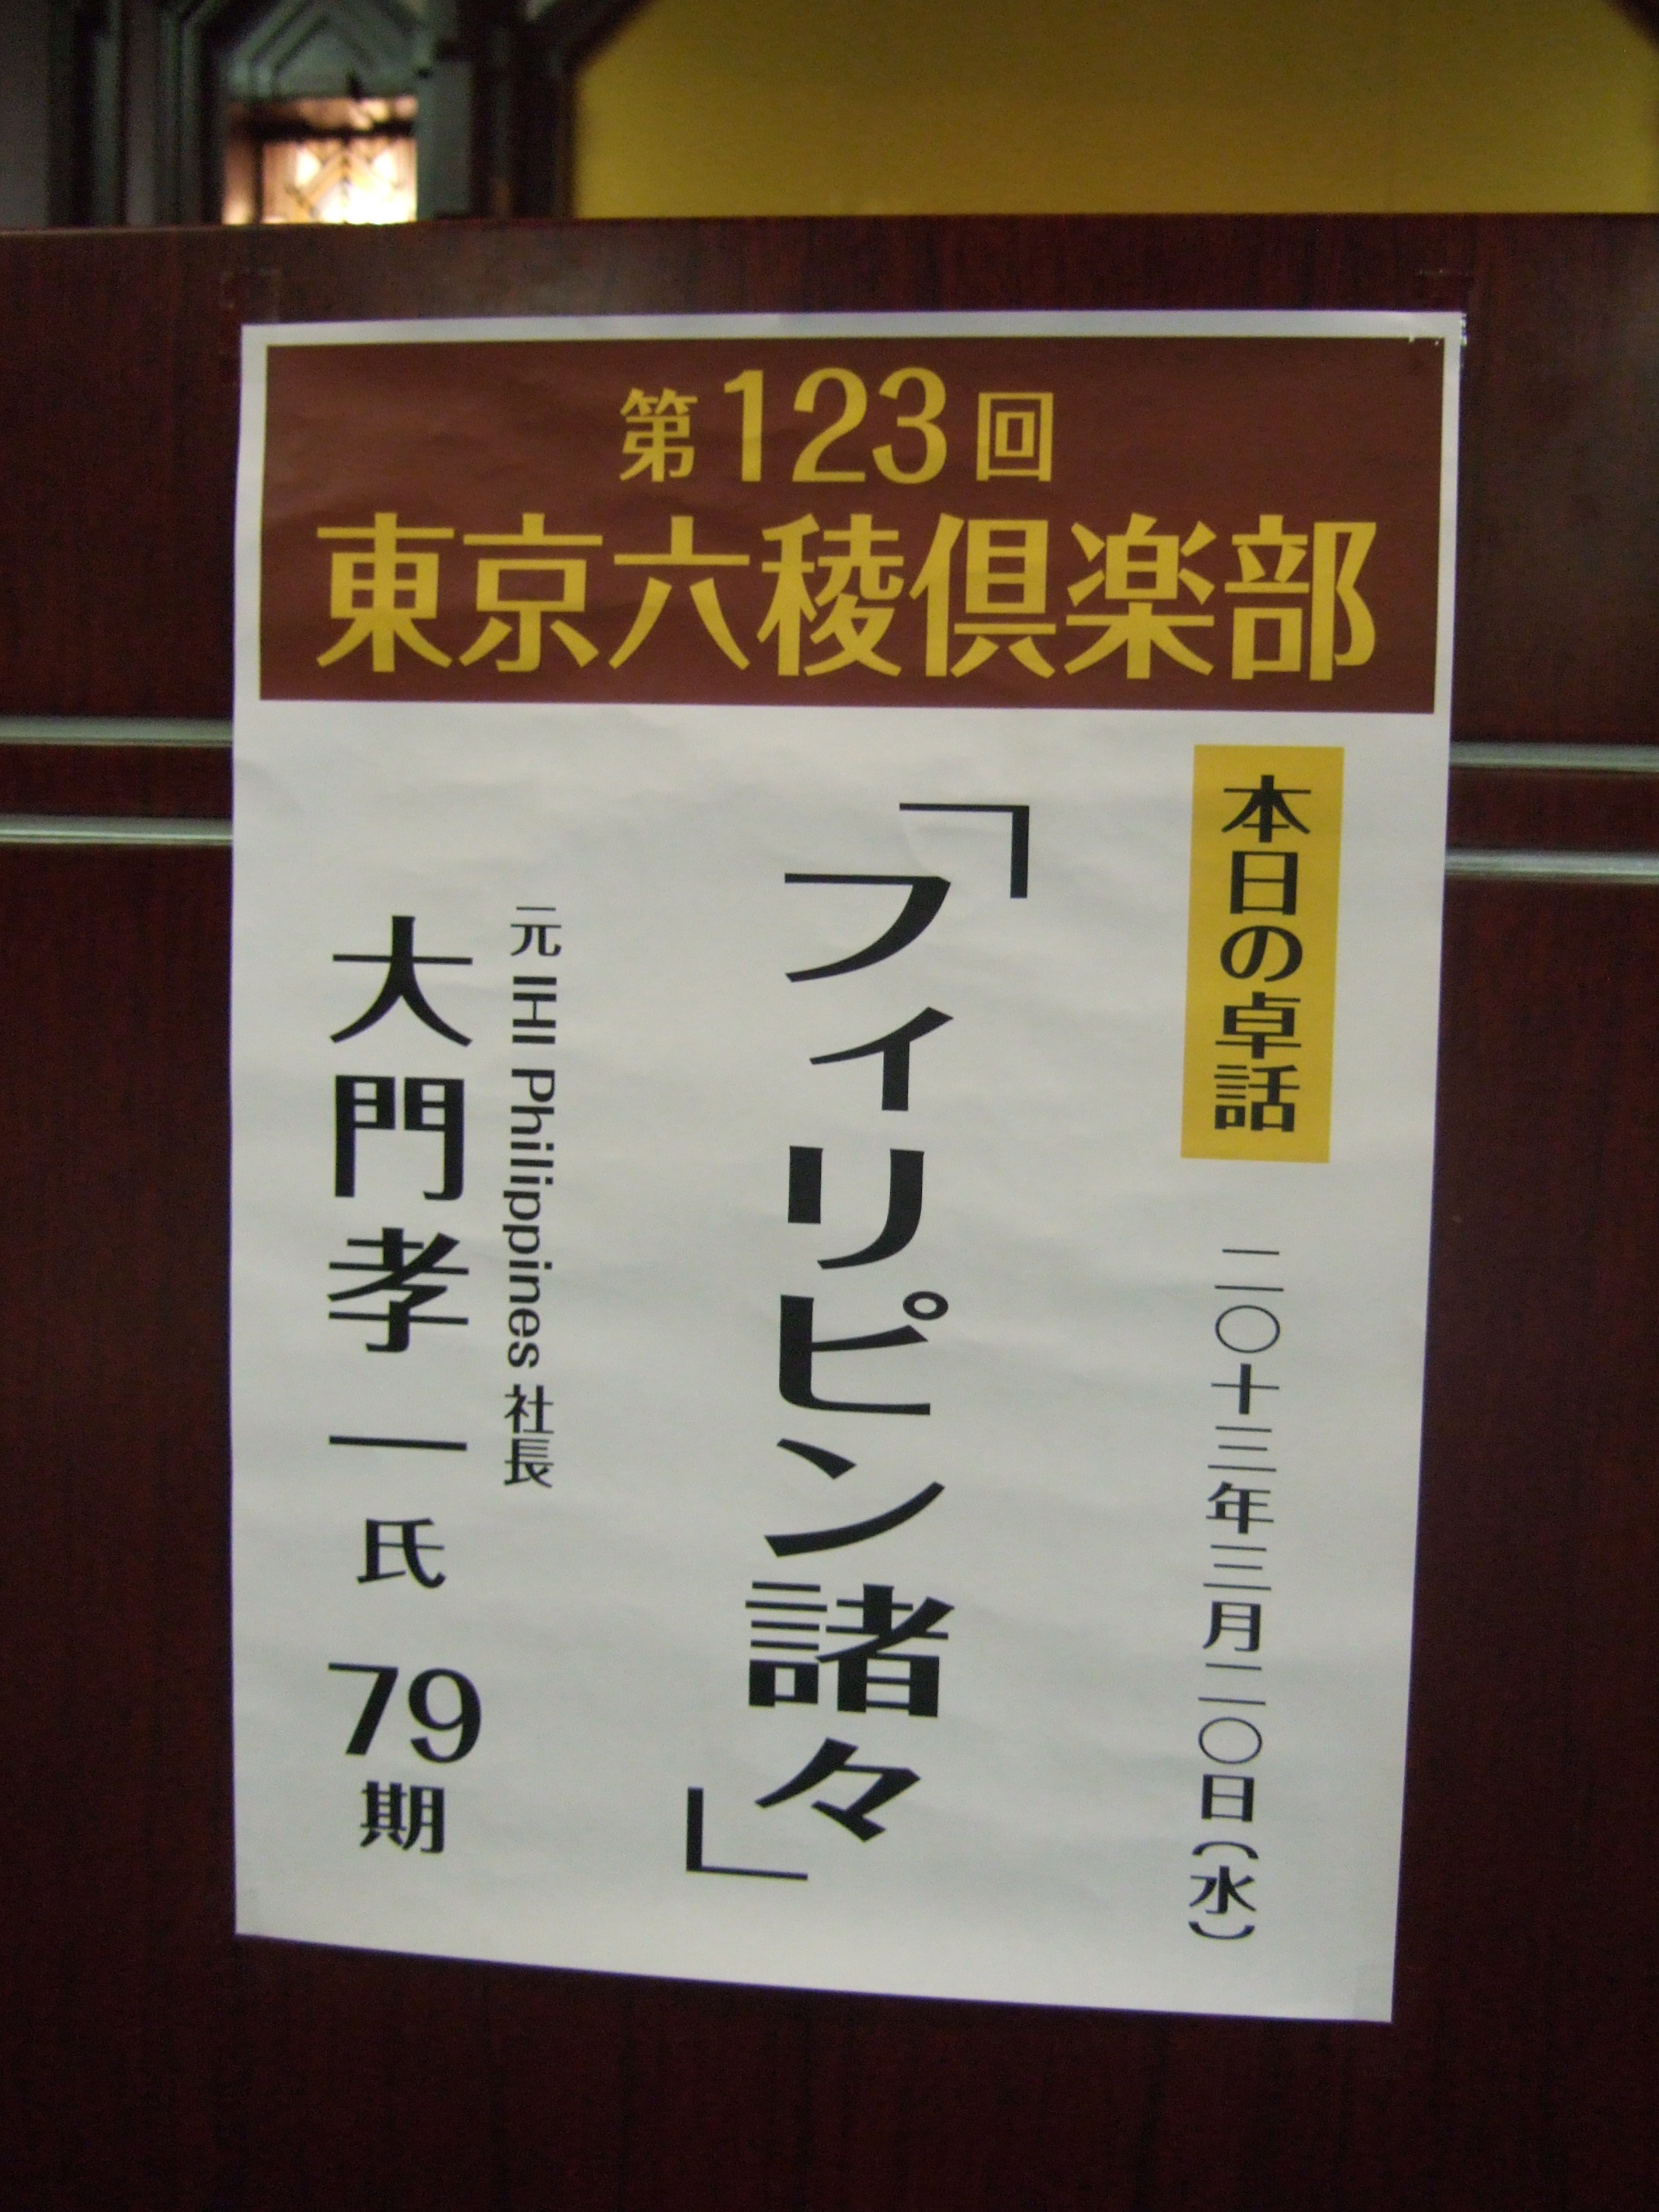 第123回
東京六稜倶楽部
本日の卓話
二〇十三年三月二〇日(水)
「フィリピン諸々」
元 IHI Philippines 社長
大門孝一氏 79期